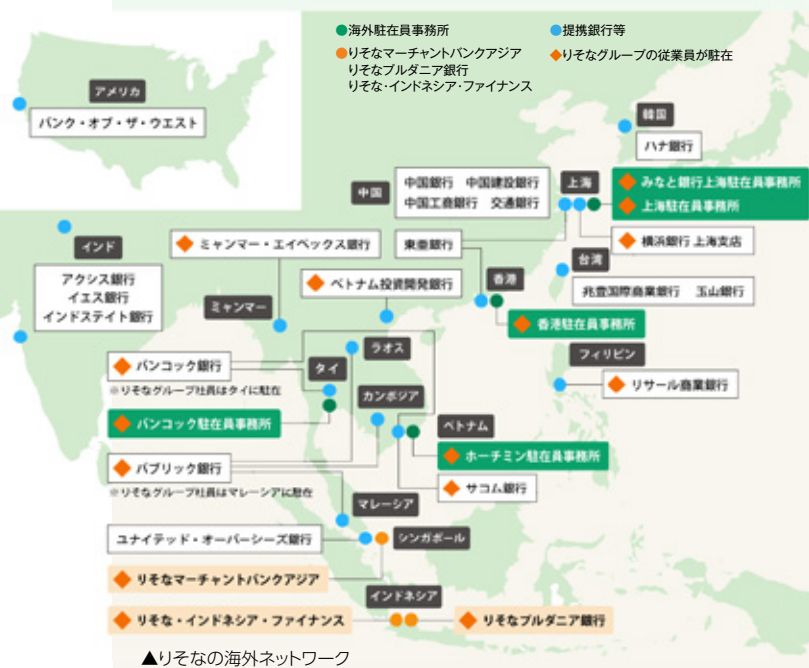 ●海外駐在員事務所
●提携銀行等
●りそなマーチャントバンクアジア
りそなプルダニア銀行
りそな・インドネシア・ファイナンス
◆りそなグループの従業員が駐在
アメリカ
バンク・オブ・ザ・ウエスト
韓国
ハナ銀行
中国
中国銀行 中国建設銀行
中国工商銀行 交通銀行
上海
◆みなと銀行上海駐在員事務所
◆上海駐在員事務所
インド
アクシス銀行
イエス銀行
インドステイト銀行
◆ミャンマー・エイペックス銀行
東亜銀行
◆横浜銀行 上海支店
ミャンマー
◆ベトナム投資開発銀行
香港
台湾
兆豊国際商業銀行 玉山銀行
◆香港駐在員事務所
◆バンコック銀行
※りそなグループ社員はタイに駐在
タイ
ラオス
フィリピン
◆リサール商業銀行
カンボジア
◆バンコック駐在員事務所
ベトナム
◆ホーチミン駐在員事務所
◆パブリック銀行
※りそなグループ社員はマレーシアに駐在
◆サコム銀行
マレーシア
ユナイテッド・オーバーシーズ銀行
シンガポール
◆りそなマーチャントバンクアジア
インドネシア
◆りそな・インドネシア・ファイナンス
◆りそなプルダニア銀行
▲りそなの海外ネットワーク